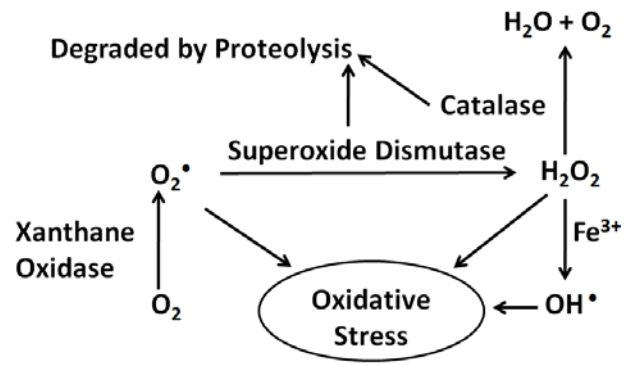 H₂O + O₂
Degraded by Proteolysis
Catalase
Superoxide Dismutase
O₂•
H₂O₂
Xanthane
Oxidase
Fe³⁺
O₂
Oxidative
Stress
OH•